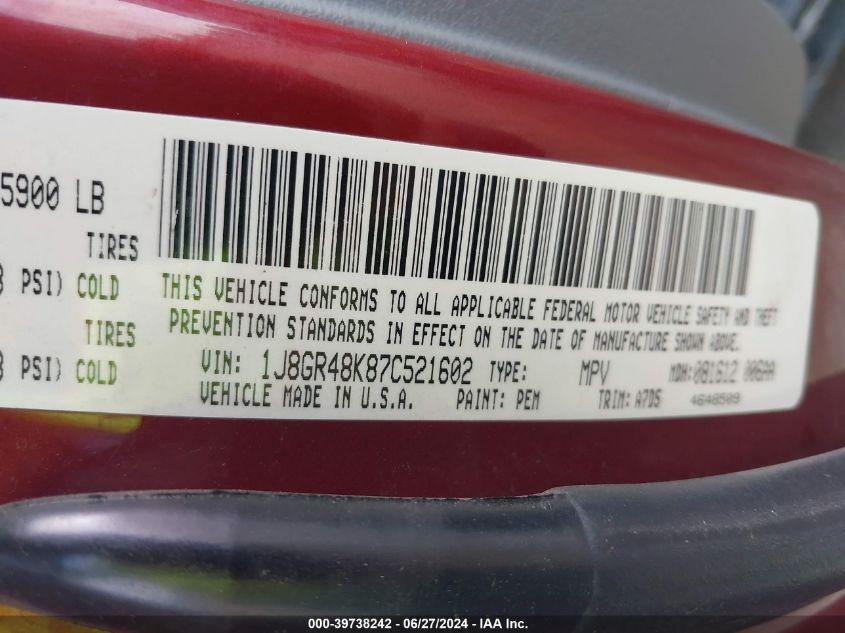 5900 LB
TIRES
PSI) COLD
TIRES
PSI) COLD
THIS VEHICLE CONFORMS TO ALL APPLICABLE FEDERAL MOTOR VEHICLE SAFETY AND THEFT
PREVENTION STANDARDS IN EFFECT ON THE DATE OF MANUFACTURE SHOWN ABOVE.
VIN: 1J8GR48K87C521602 TYPE: MPV MDH: 081612 006AA
VEHICLE MADE IN U.S.A. PAINT: PEM TRIM: A7D5 4648509
000-39738242 - 06/27/2024 - IAA Inc.